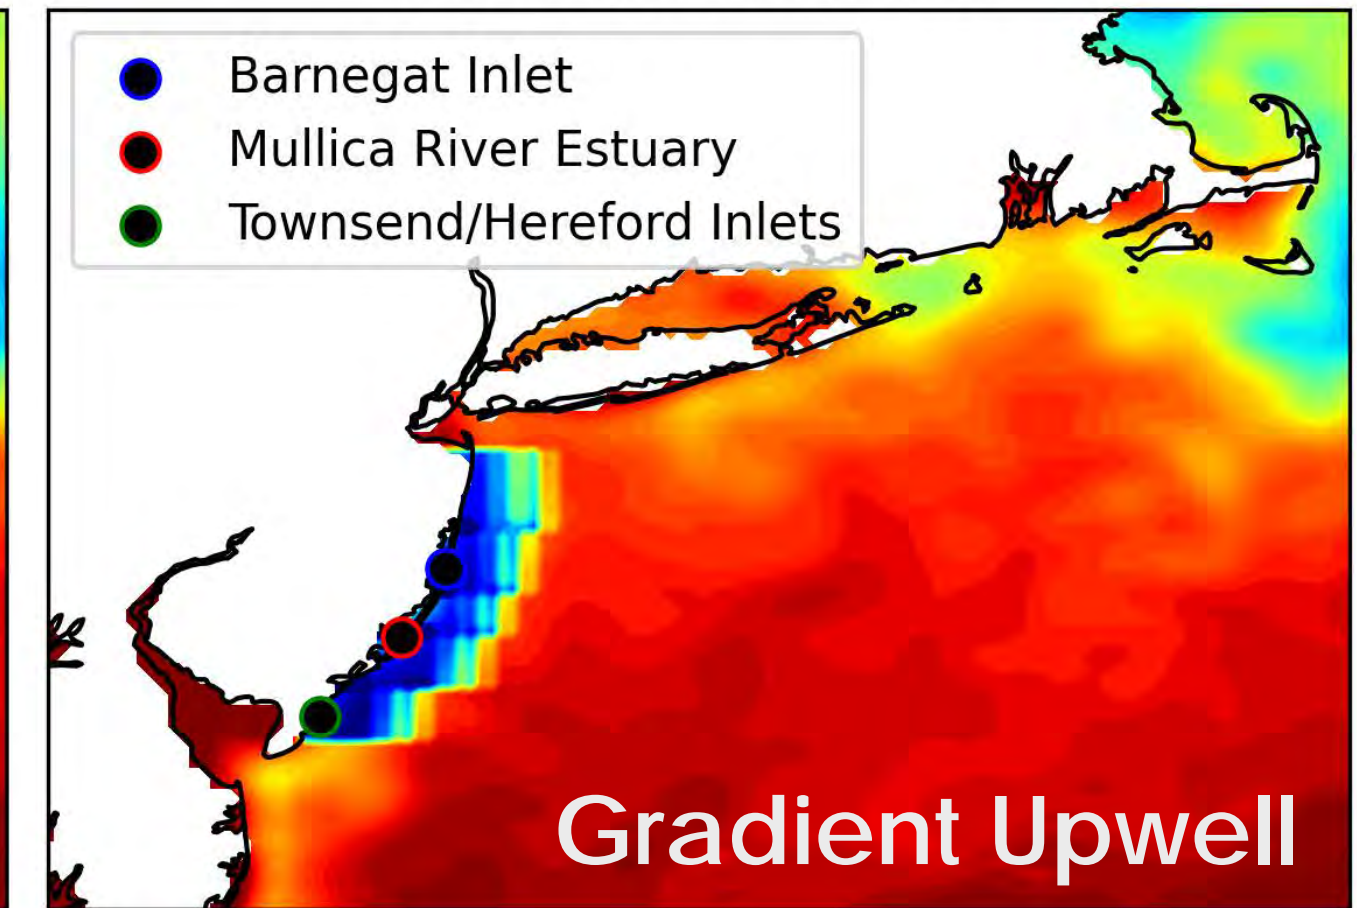 Barnegat Inlet
Mullica River Estuary
Townsend/Hereford Inlets
Gradient Upwell